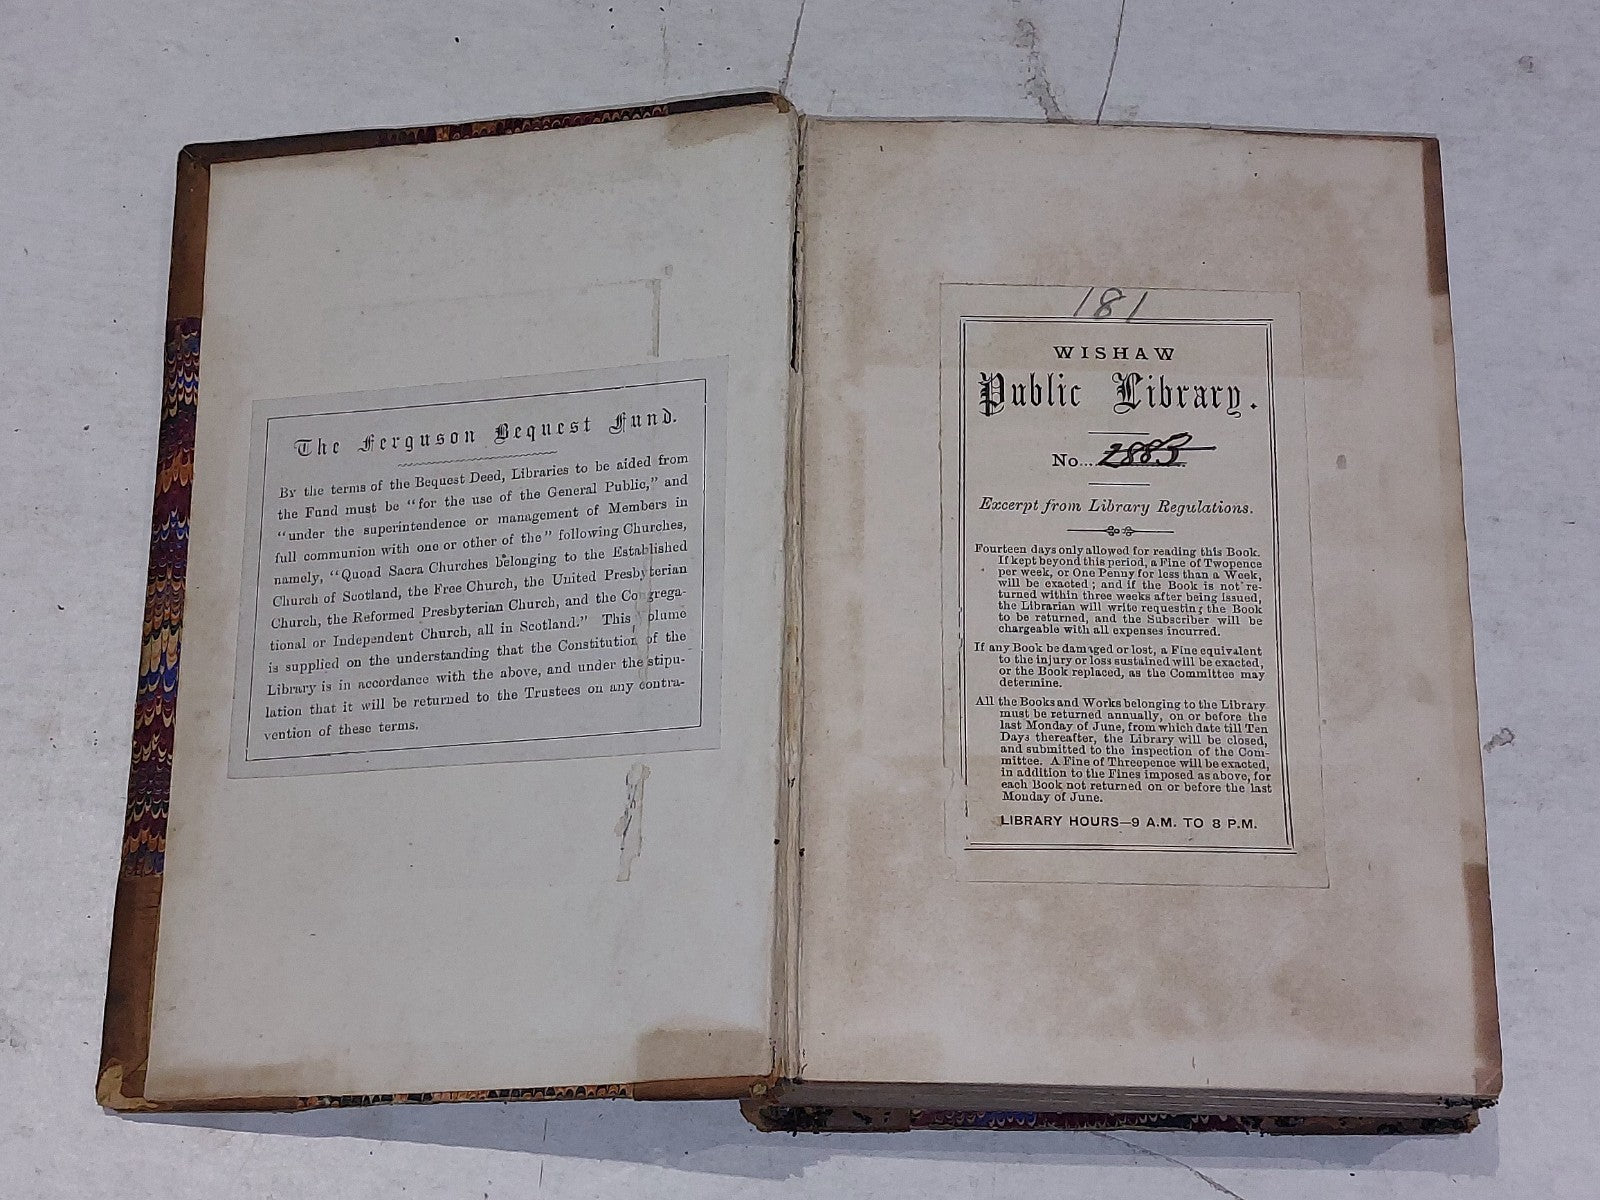 The Ferguson Bequest Fund.
By the terms of the Bequest Deed, Libraries to be aided from
the Fund must be "for the use of the General Public," and
"under the superintendence or management of Members in
full communion with one or other of the" following Churches,
namely, "Quoad Sacra Churches belonging to the Established
Church of Scotland, the Free Church, the United Presbyterian
Church, the Reformed Presbyterian Church, and the Congrega-
tional or Independent Church, all in Scotland." This Volume
is supplied on the understanding that the Constitution of the
Library is in accordance with the above, and under the stipu-
lation that it will be returned to the Trustees on any contra-
vention of these terms.
181
WISHAW
Public Library.
No.... 2883
Excerpt from Library Regulations.
Fourteen days only allowed for reading this Book.
If kept beyond this period, a Fine of Twopence
per week, or One Penny for less than a Week,
will be exacted; and if the Book is not re-
turned within three weeks after being issued,
the Librarian will write requesting the Book
to be returned, and the Subscriber will be
chargeable with all expenses incurred.
If any Book be damaged or lost, a Fine equivalent
to the injury or loss sustained will be exacted,
or the Book replaced, as the Committee may
determine.
All the Books and Works belonging to the Library
must be returned annually, on or before the
last Monday of June, from which date till Ten
Days thereafter, the Library will be closed,
and submitted to the inspection of the Com-
mittee. A Fine of Threepence will be exacted,
in addition to the Fines imposed as above, for
each Book not returned on or before the last
Monday of June.
LIBRARY HOURS—9 A.M. TO 8 P.M.